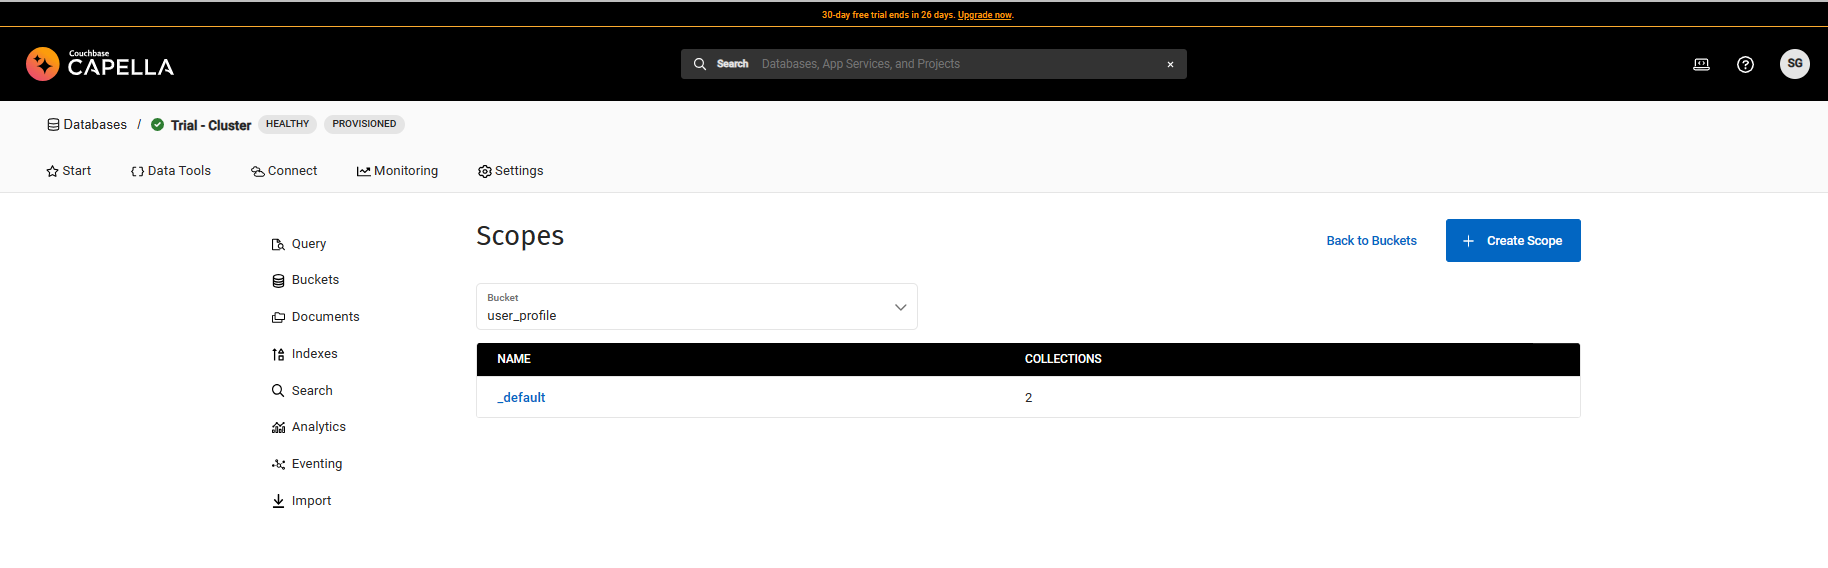 30-day free trial ends in 26 days. Upgrade now.
Couchbase
CAPELLA
Search Databases, App Services, and Projects
SG
Databases / Trial - Cluster HEALTHY PROVISIONED
Start Data Tools Connect Monitoring Settings
Query
Buckets
Documents
Indexes
Search
Analytics
Eventing
Import
Scopes
Back to Buckets
+ Create Scope
Bucket
user_profile
NAME COLLECTIONS
_default 2